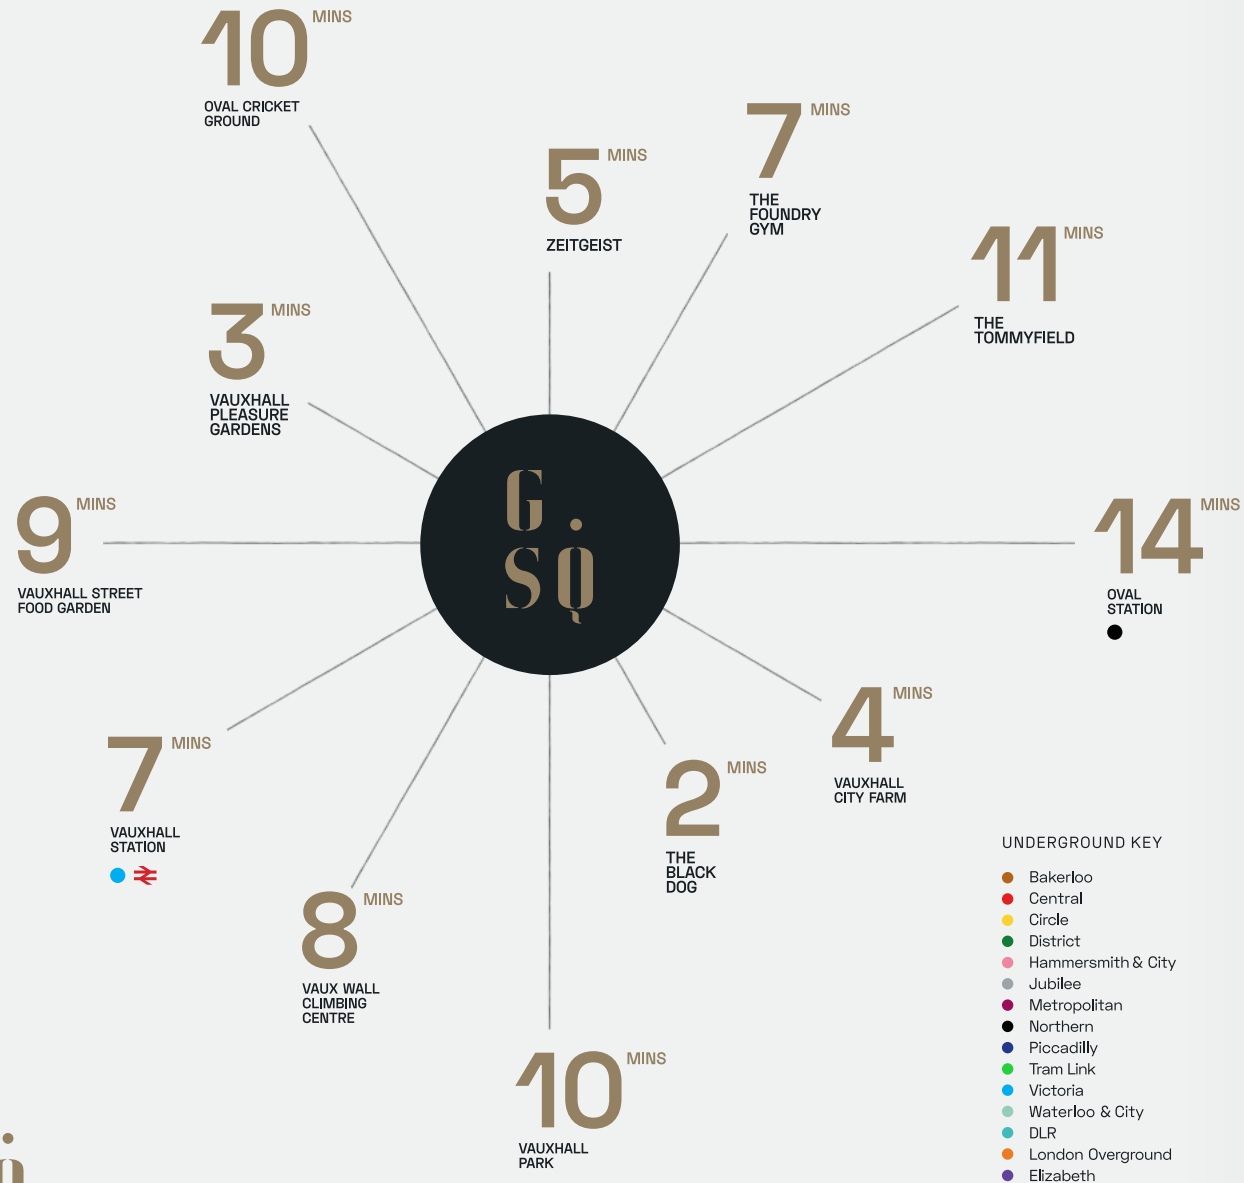 10 MINS
OVAL CRICKET
GROUND
5 MINS
ZEITGEIST
7 MINS
THE
FOUNDRY
GYM
11 MINS
THE
TOMMYFIELD
3 MINS
VAUXHALL
PLEASURE
GARDENS
G.
SQ
9 MINS
VAUXHALL STREET
FOOD GARDEN
14 MINS
OVAL
STATION
7 MINS
VAUXHALL
STATION
4 MINS
VAUXHALL
CITY FARM
2 MINS
THE
BLACK
DOG
8 MINS
VAUX WALL
CLIMBING
CENTRE
10 MINS
VAUXHALL
PARK
UNDERGROUND KEY
Bakerloo
Central
Circle
District
Hammersmith & City
Jubilee
Metropolitan
Northern
Piccadilly
Tram Link
Victoria
Waterloo & City
DLR
London Overground
Elizabeth